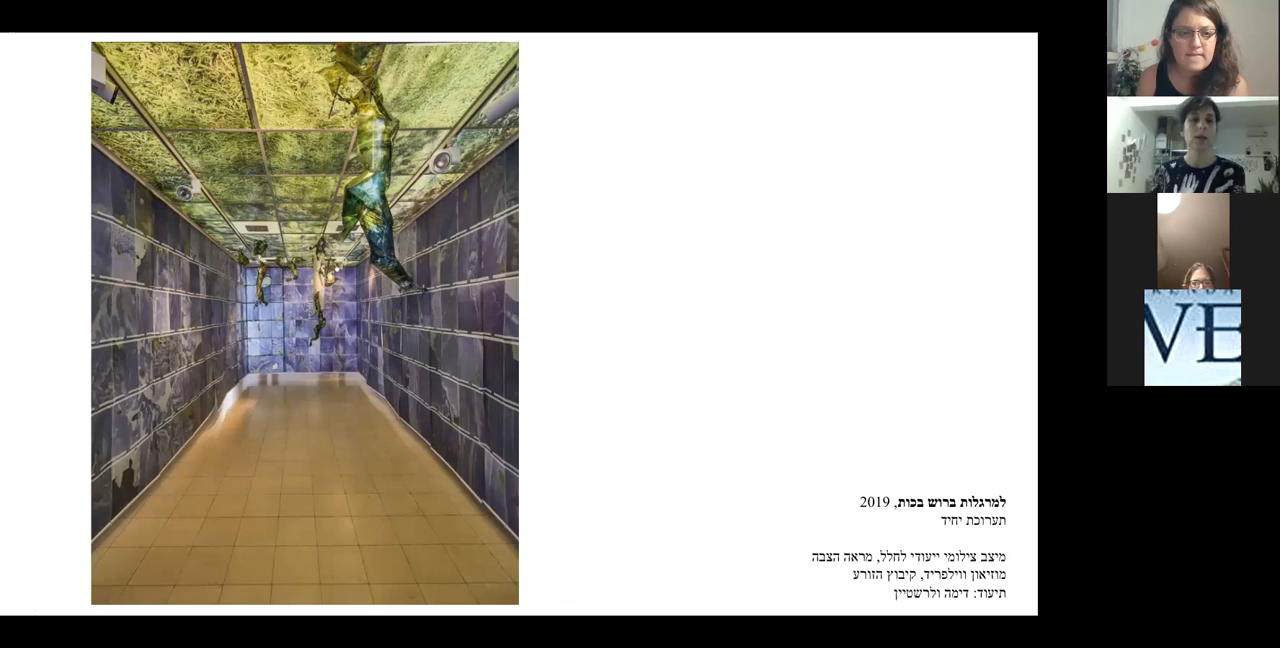 למרגלות ברוש בכות, 2019
תערוכת יחיד
מיצב צילומי ייעודי לחלל, מראה הצבה
מוזיאון ווילפריד, קיבוץ הזורע
תיעוד: דימה ולרשטיין
VE